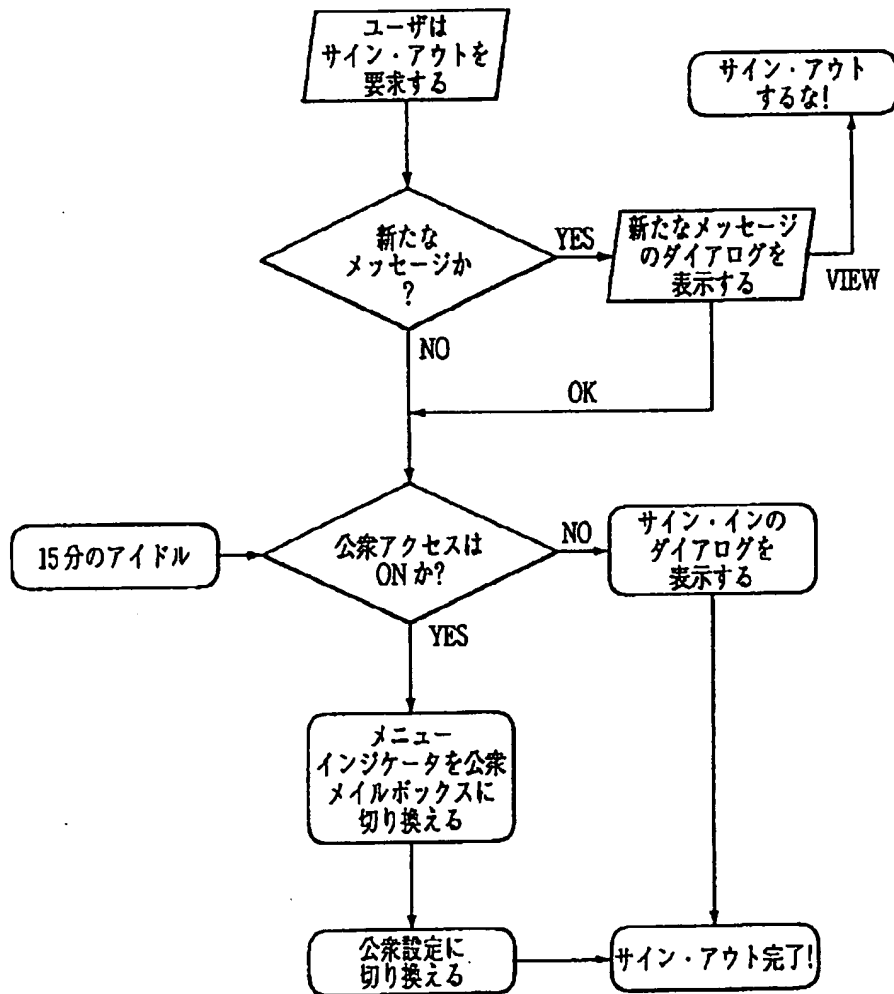 ユーザは
サイン・アウトを
要求する
サイン・アウト
するな!
新たな
メッセージか
?
YES
新たなメッセージ
のダイアログを
表示する
VIEW
NO
OK
15分のアイドル
公衆アクセスは
ONか?
NO
サイン・インの
ダイアログを
表示する
YES
メニュー
インジケータを公衆
メイルボックスに
切り換える
公衆設定に
切り換える
サイン・アウト完了!